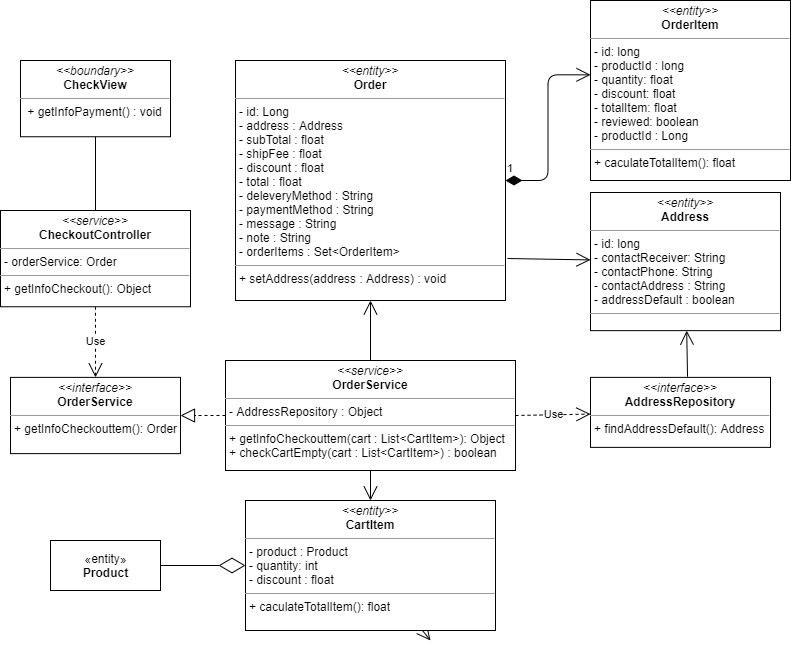 <<entity>>
OrderItem
- id: long
- productId : long
- quantity: float
- discount: float
- totalItem: float
- reviewed: boolean
- productId : Long
+ caculateTotalItem(): float
<<boundary>>
CheckView
+ getInfoPayment() : void
<<entity>>
Order
- id: Long
- address : Address
- subTotal : float
- shipFee : float
- discount : float
- total : float
- deleveryMethod : String
- paymentMethod : String
- message : String
- note : String
- orderItems : Set<OrderItem>
+ setAddress(address : Address) : void
1
<<service>>
CheckoutController
- orderService: Order
+ getInfoCheckout(): Object
<<entity>>
Address
- id: long
- contactReceiver: String
- contactPhone: String
- contactAddress : String
- addressDefault : boolean
Use
<<interface>>
OrderService
+ getInfoCheckouttem(): Order
<<service>>
OrderService
- AddressRepository : Object
+ getInfoCheckouttem(cart : List<CartItem>): Object
+ checkCartEmpty(cart : List<CartItem>) : boolean
Use
<<interface>>
AddressRepository
+ findAddressDefault(): Address
<<entity>>
CartItem
- product : Product
- quantity: int
- discount : float
+ caculateTotalItem(): float
«entity»
Product